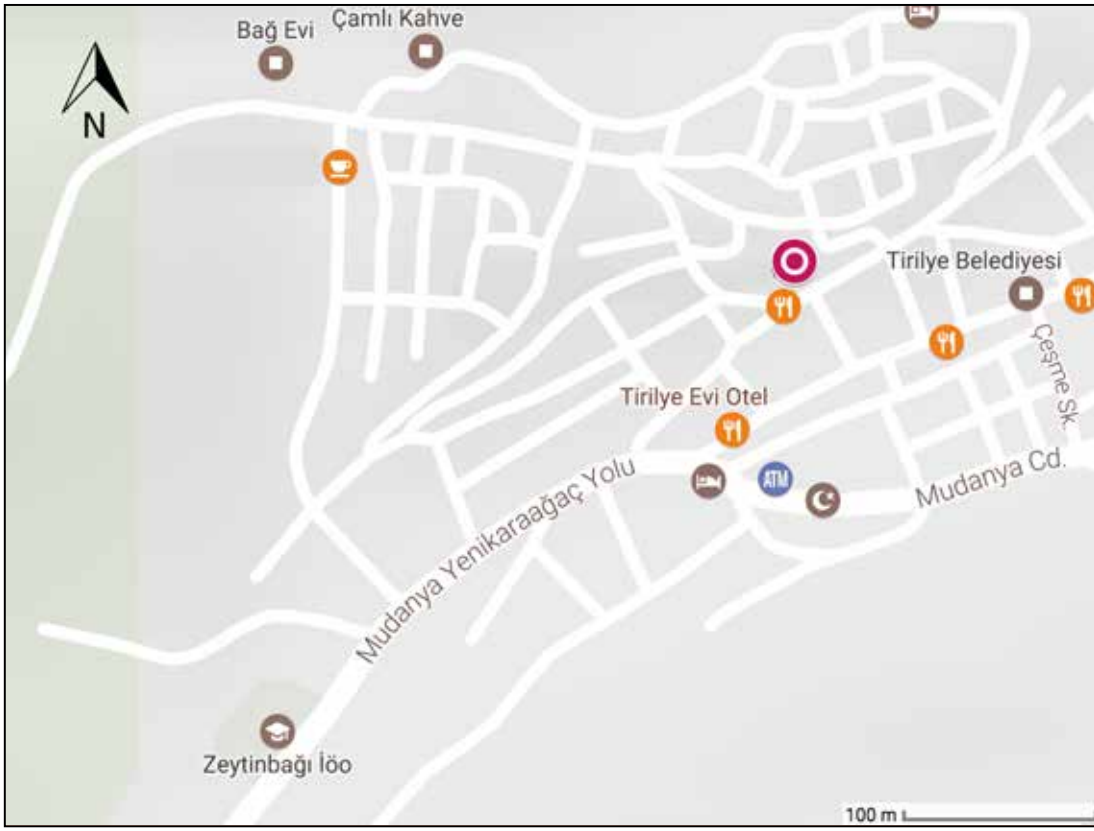 Bağ Evi
Çamlı Kahve
N
Tirilye Belediyesi
Çeşme Sk.
Tirilye Evi Otel
ATM
Mudanya Cd.
Mudanya Yenikaraağaç Yolu
Zeytinbağı İöo
100 m